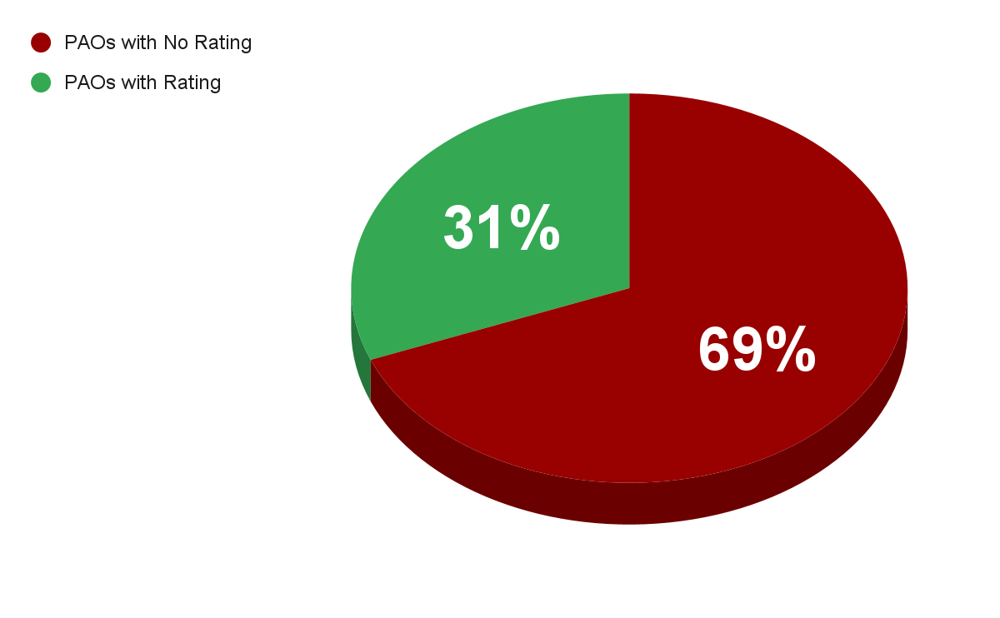 PAOs with No Rating
PAOs with Rating
31%
69%